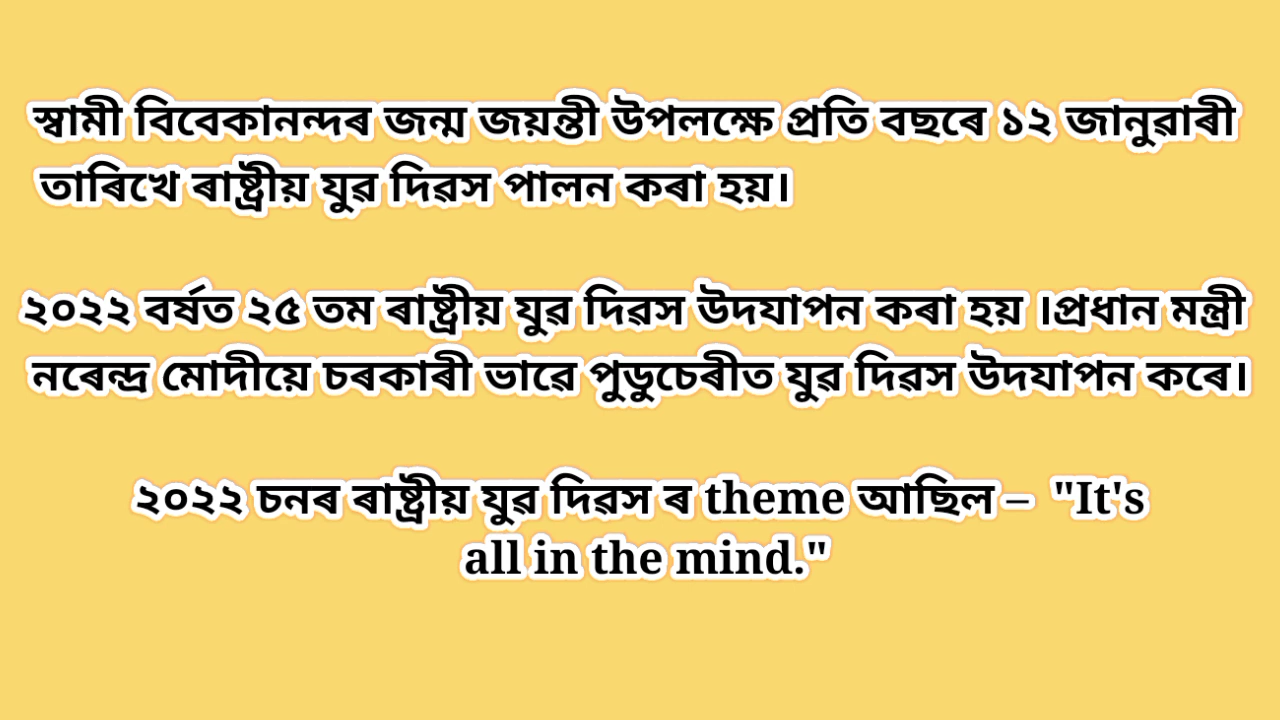 স্বামী বিবেকানন্দৰ জন্ম জয়ন্তী উপলক্ষে প্ৰতি বছৰে ১২ জানুৱাৰী
তাৰিখে ৰাষ্ট্ৰীয় যুৱ দিৱস পালন কৰা হয়।
২০২২ বৰ্ষত ২৫ তম ৰাষ্ট্ৰীয় যুৱ দিৱস উদযাপন কৰা হয় ।প্ৰধান মন্ত্ৰী
নৰেন্দ্ৰ মোদীয়ে চৰকাৰী ভাৱে পুডুচেৰীত যুৱ দিৱস উদযাপন কৰে।
২০২২ চনৰ ৰাষ্ট্ৰীয় যুৱ দিৱস ৰ theme আছিল – "It's
all in the mind."